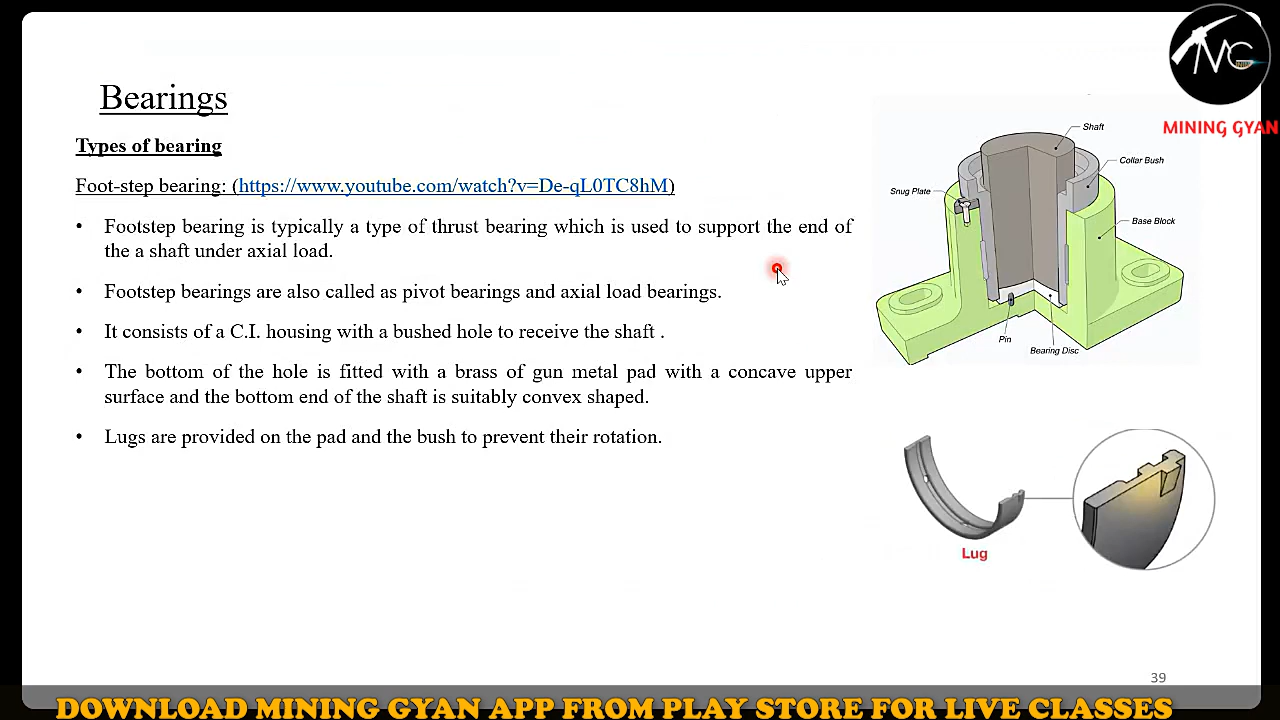 Bearings
Types of bearing
Foot-step bearing: (https://www.youtube.com/watch?v=De-qL0TC8hM)
• Footstep bearing is typically a type of thrust bearing which is used to support the end of
the a shaft under axial load.
• Footstep bearings are also called as pivot bearings and axial load bearings.
• It consists of a C.I. housing with a bushed hole to receive the shaft .
• The bottom of the hole is fitted with a brass of gun metal pad with a concave upper
surface and the bottom end of the shaft is suitably convex shaped.
• Lugs are provided on the pad and the bush to prevent their rotation.
MG
MINING GYAN
Shaft
Collar Bush
Snug Plate
Base Block
Pin
Bearing Disc
Lug
39
DOWNLOAD MINING GYAN APP FROM PLAY STORE FOR LIVE CLASSES